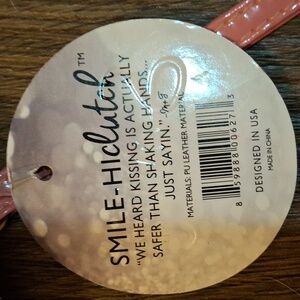 SMILE-HIclutch™
"WE HEARD KISSING IS ACTUALLY
SAFER THAN SHAKING HANDS...
JUST SAYIN."
MATERIALS: PU LEATHER MATERIAL
8 59888 00627 3
DESIGNED IN USA
MADE IN CHINA